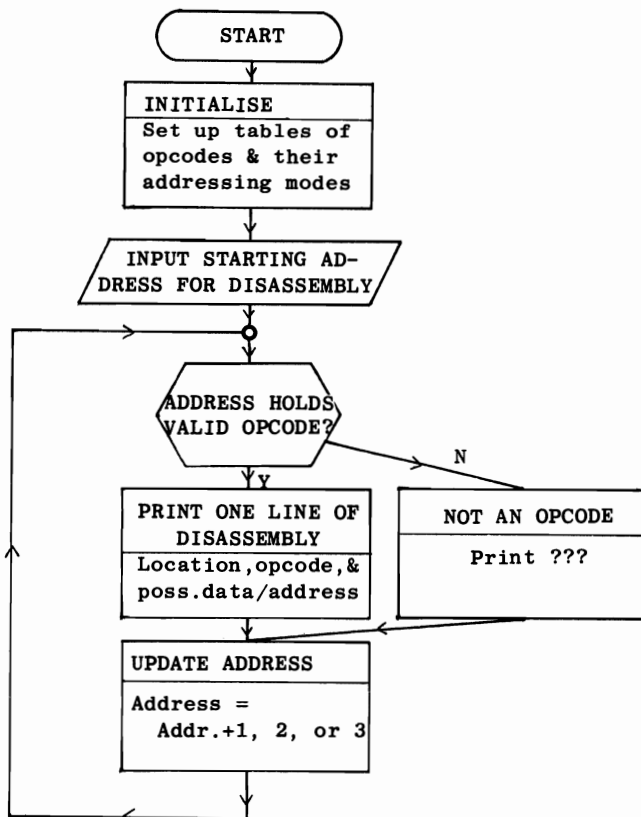 START
INITIALISE
Set up tables of
opcodes & their
addressing modes
INPUT STARTING AD-
DRESS FOR DISASSEMBLY
ADDRESS HOLDS
VALID OPCODE?
N
Y
PRINT ONE LINE OF
DISASSEMBLY
Location,opcode,&
poss.data/address
NOT AN OPCODE
Print ???
UPDATE ADDRESS
Address =
Addr.+1, 2, or 3